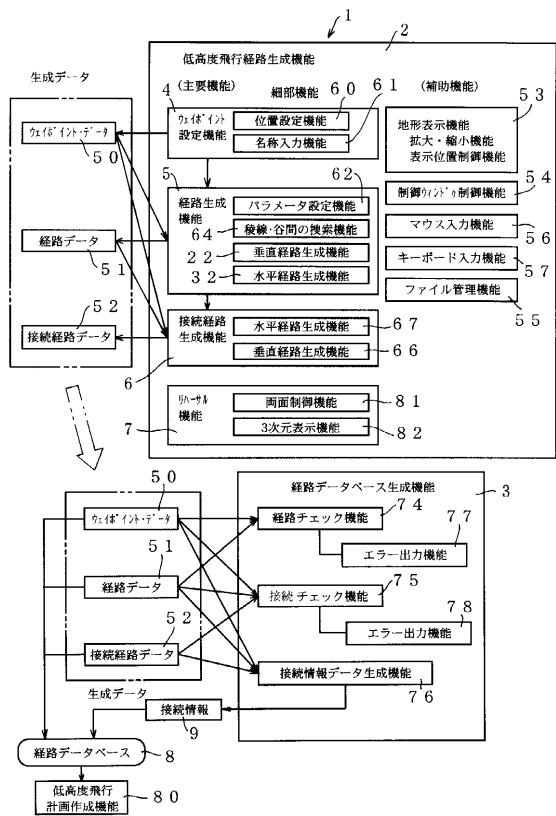 1
2
低高度飛行経路生成機能
(主要機能)
細部機能
(補助機能)
生成データ
4
ウェイポイント
設定機能
位置設定機能
60
名称入力機能
61
5
経路生成
機能
62
パラメータ設定機能
64
稜線・谷間の捜索機能
22
垂直経路生成機能
32
水平経路生成機能
接続経路
生成機能
水平経路生成機能
67
垂直経路生成機能
66
6
リハーサル
機能
7
両面制御機能
81
3次元表示機能
82
53
地形表示機能
拡大・縮小機能
表示位置制御機能
54
制御ウィンドゥ制御機能
マウス入力機能
56
キーボード入力機能
57
ファイル管理機能
55
ウェイポイント・データ
50
経路データ
51
52
接続経路データ
50
ウェイポイント・データ
51
経路データ
52
接続経路データ
生成データ
経路データベース生成機能
3
74
経路チェック機能
77
エラー出力機能
75
接続チェック機能
78
エラー出力機能
接続情報データ生成機能
76
接続情報
9
経路データベース
8
低高度飛行
計画作成機能
80